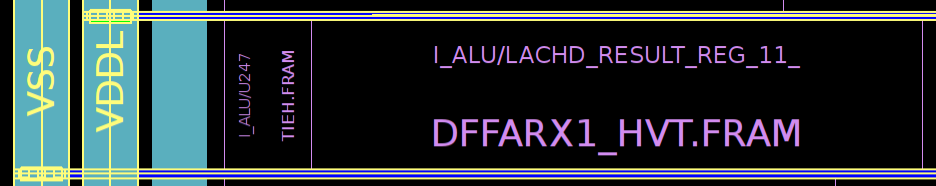 VSS
VDDL
I_ALU/U247
TIEH.FRAM
I_ALU/LACHD_RESULT_REG_11_
DFFARX1_HVT.FRAM